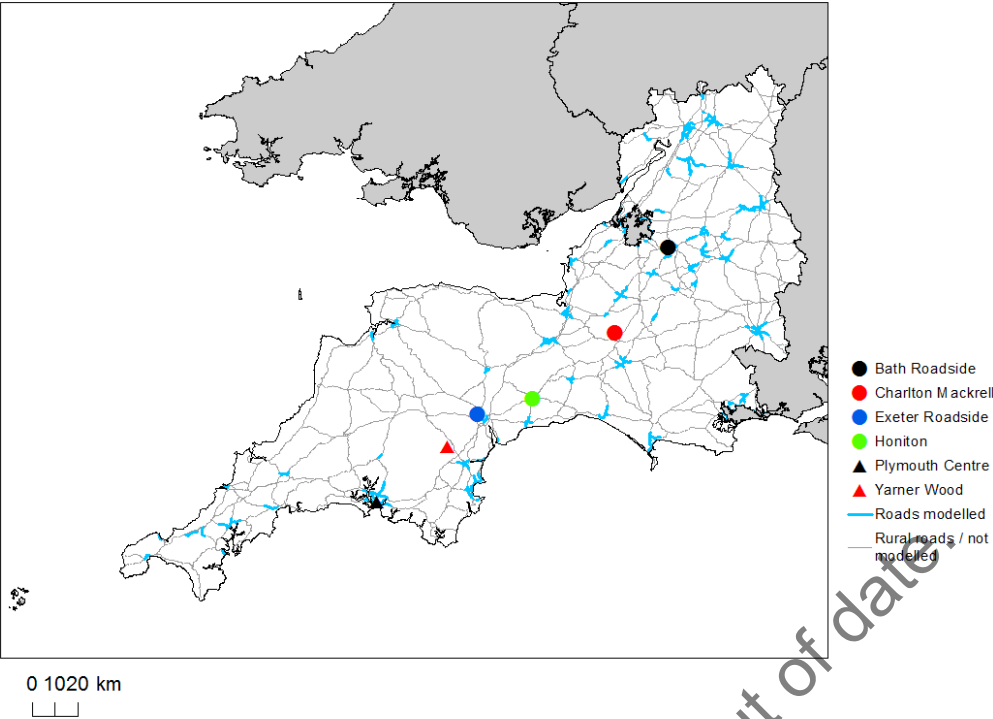 Bath Roadside
Charlton Mackrell
Exeter Roadside
Honiton
Plymouth Centre
Yarner Wood
Roads modelled
Rural roads / not
modelled
0 1020 km
of date.